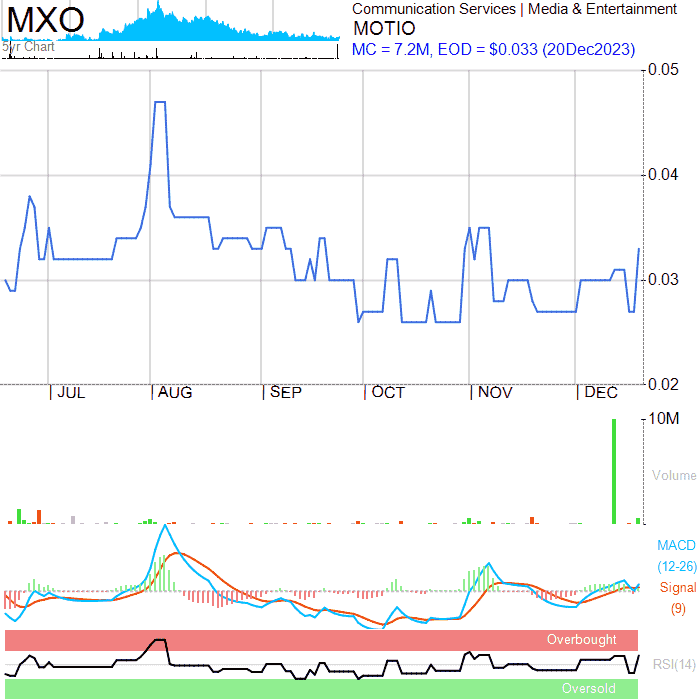 MXO
5yr Chart
Communication Services | Media & Entertainment
MOTIO
MC = 7.2M, EOD = $0.033 (20Dec2023)
0.05
0.04
0.03
0.02
JUL AUG SEP OCT NOV DEC
10M
Volume
MACD
(12-26)
Signal
(9)
Overbought
RSI(14)
Oversold